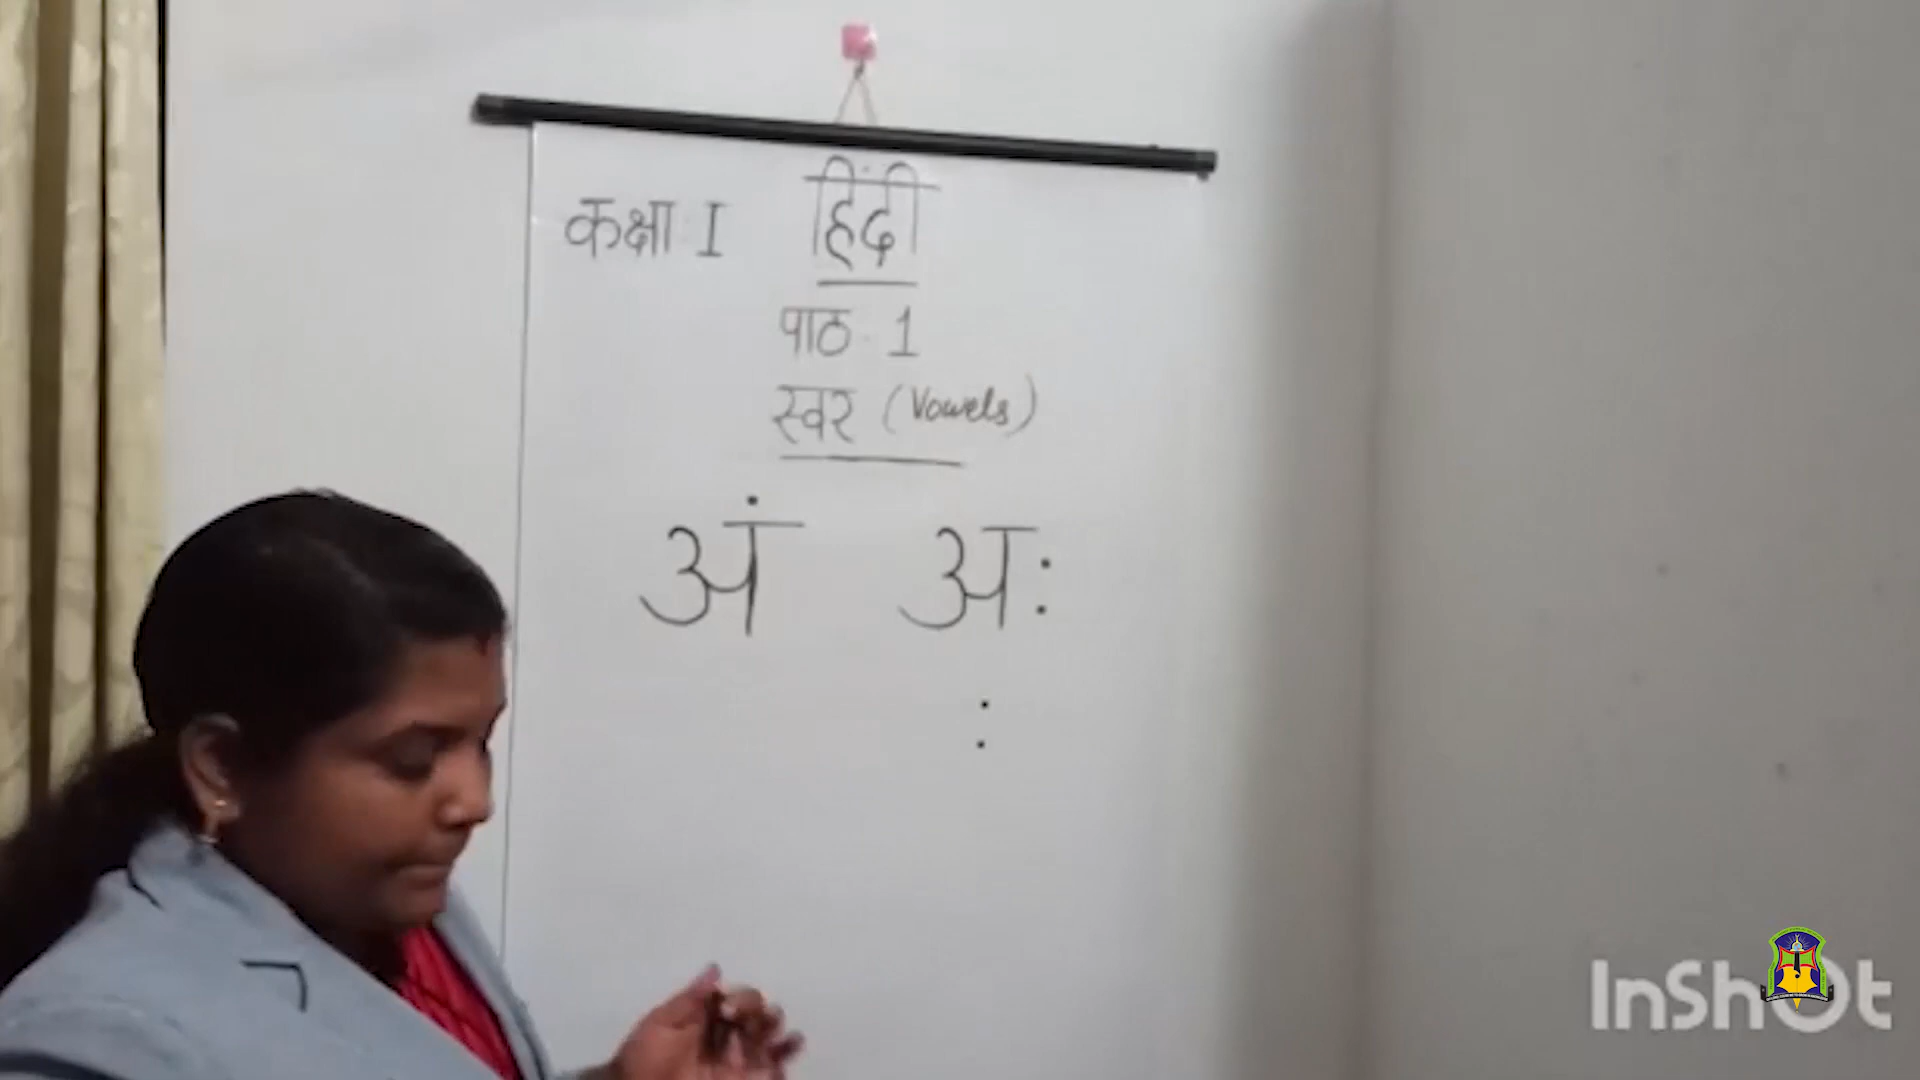 कक्षा I हिंदी
पाठ 1
स्वर (Vowels)
अं अः
:
InShOt